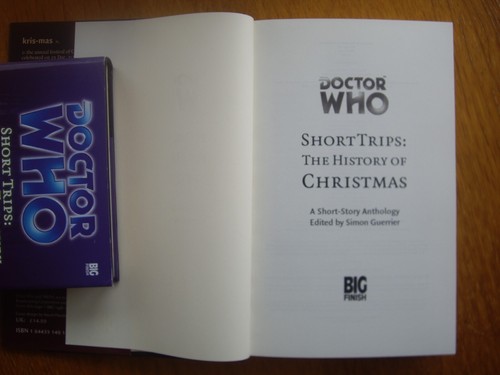 kris·mas
DOCTOR
WHO
SHORT TRIPS:
DOCTOR
WHO
SHORT TRIPS:
THE HISTORY OF
CHRISTMAS
A Short-Story Anthology
Edited by Simon Guerrier
BIG
FINISH
BIG
FINISH